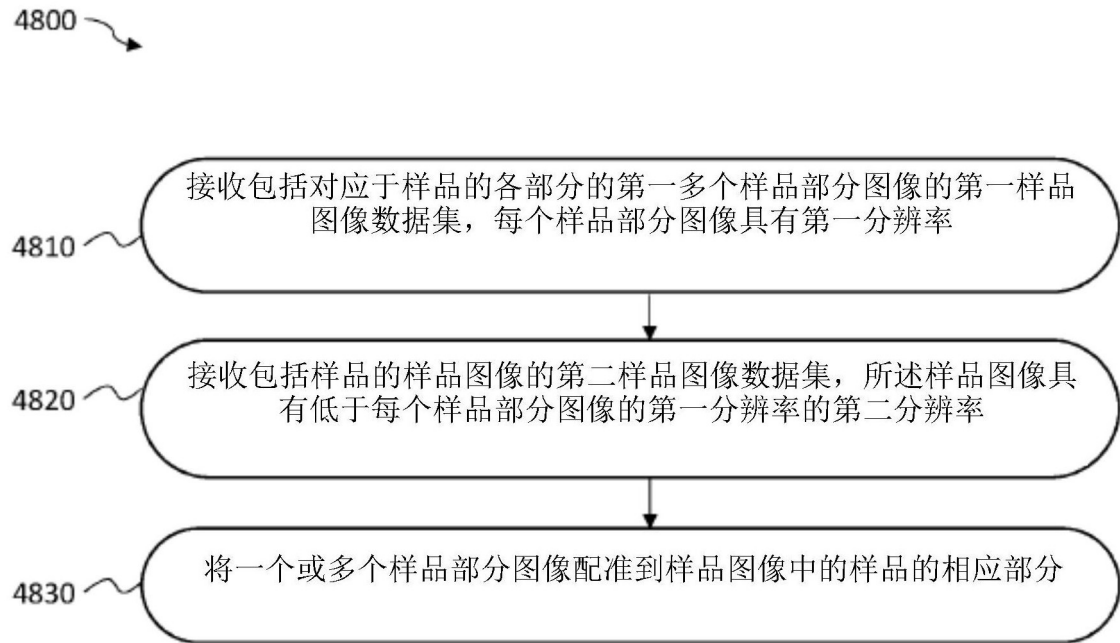 4800
接收包括对应于样品的各部分的第一多个样品部分图像的第一样品
图像数据集，每个样品部分图像具有第一分辨率
4810
接收包括样品的样品图像的第二样品图像数据集，所述样品图像具
有低于每个样品部分图像的第一分辨率的第二分辨率
4820
将一个或多个样品部分图像配准到样品图像中的样品的相应部分
4830